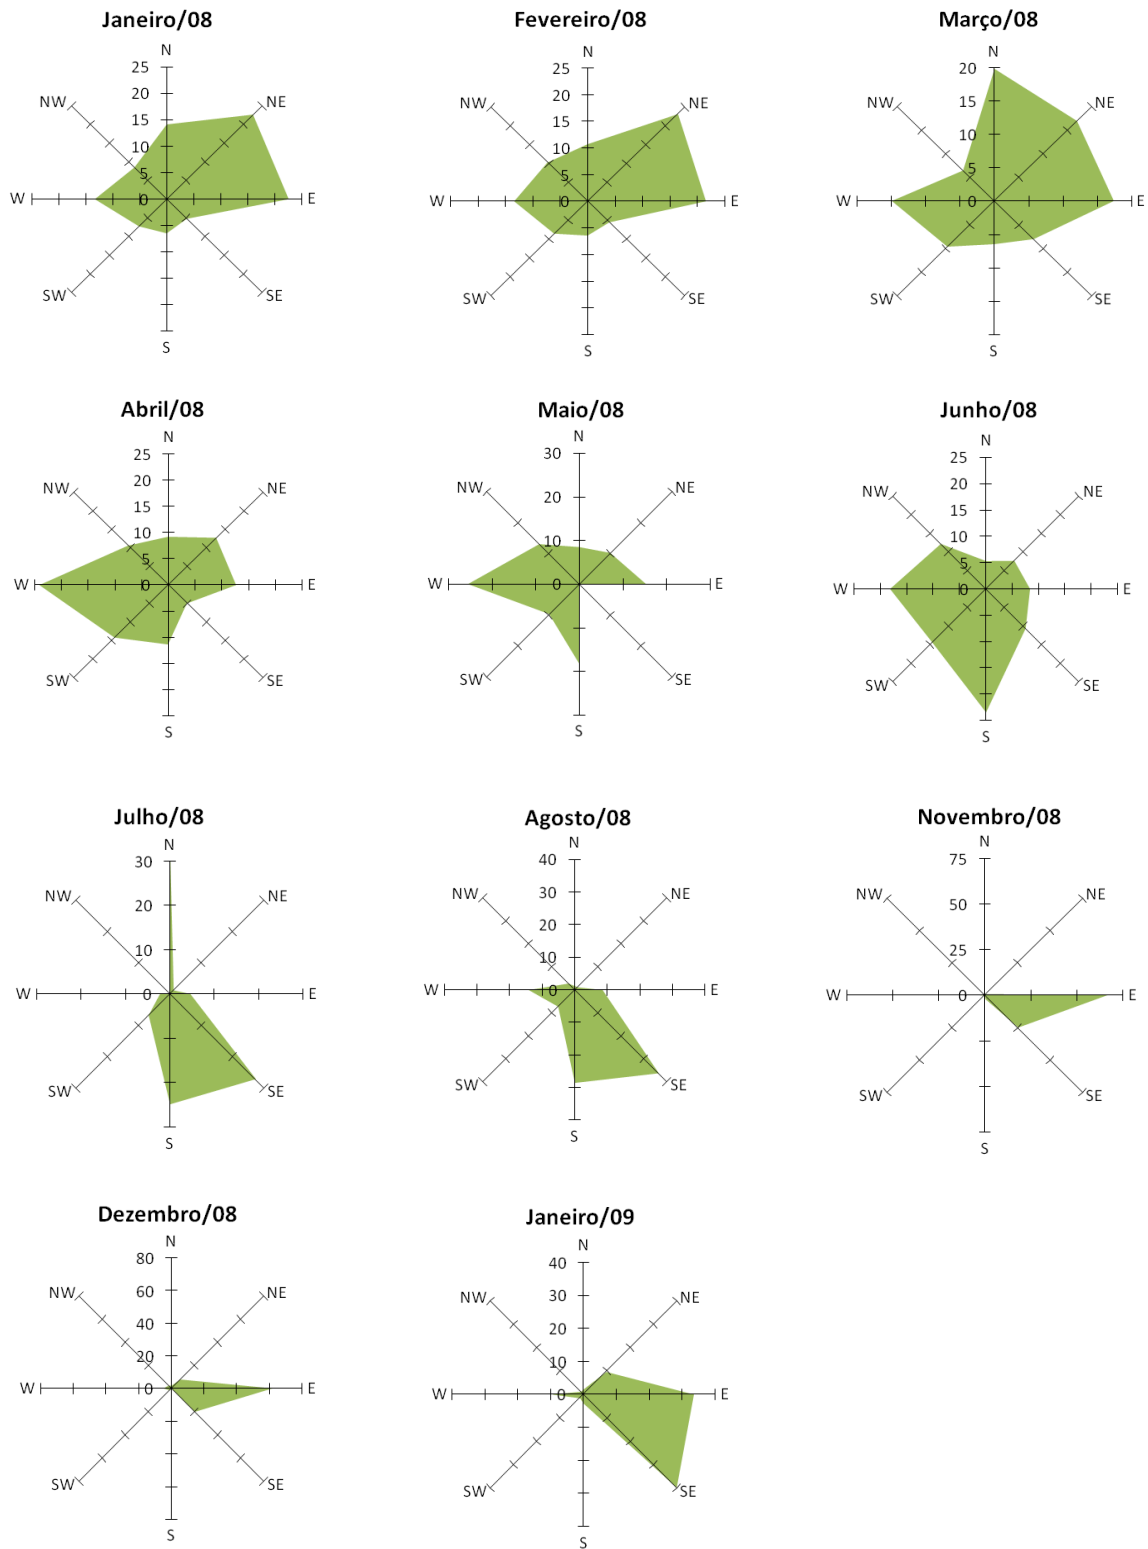 Janeiro/08
N
25
20
15
10
5
0
NW
NE
W
E
SW
SE
S
Fevereiro/08
N
25
20
15
10
5
0
NW
NE
W
E
SW
SE
S
Março/08
N
20
15
10
5
0
NW
NE
W
E
SW
SE
S
Abril/08
N
25
20
15
10
5
0
NW
NE
W
E
SW
SE
S
Maio/08
N
30
20
10
0
NW
NE
W
E
SW
SE
S
Junho/08
N
25
20
15
10
5
0
NW
NE
W
E
SW
SE
S
Julho/08
N
30
20
10
0
NW
NE
W
E
SW
SE
S
Agosto/08
N
40
30
20
10
0
NW
NE
W
E
SW
SE
S
Novembro/08
N
75
50
25
0
NW
NE
W
E
SW
SE
S
Dezembro/08
N
80
60
40
20
0
NW
NE
W
E
SW
SE
S
Janeiro/09
N
40
30
20
10
0
NW
NE
W
E
SW
SE
S